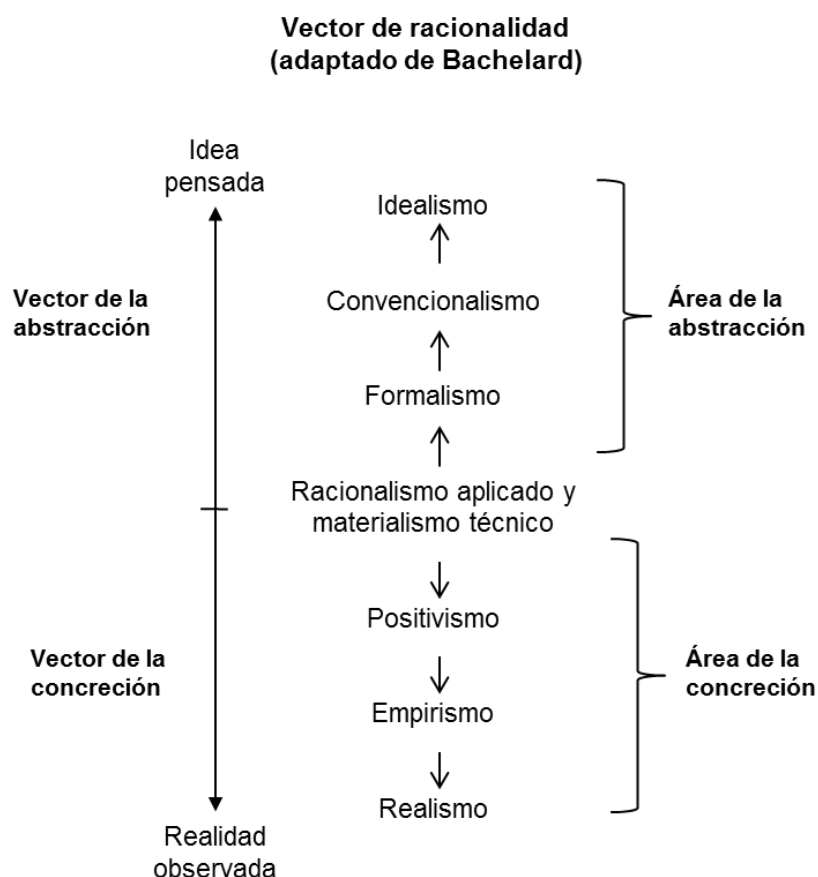 Vector de racionalidad
(adaptado de Bachelard)
Idea
pensada
Idealismo
Vector de la
abstracción
Convencionalismo
Área de la
abstracción
Formalismo
Racionalismo aplicado y
materialismo técnico
Positivismo
Vector de la
concreción
Área de la
concreción
Empirismo
Realismo
Realidad
observada